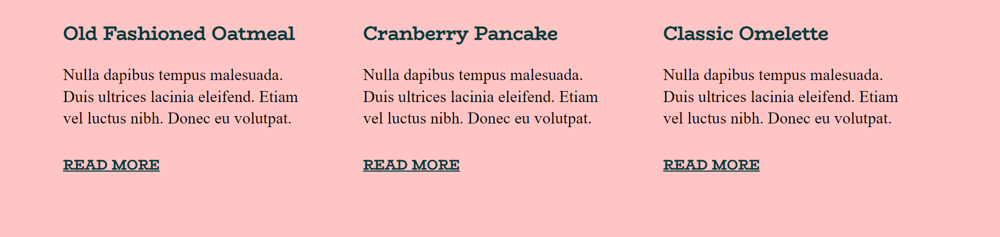 Old Fashioned Oatmeal
Nulla dapibus tempus malesuada.
Duis ultrices lacinia eleifend. Etiam
vel luctus nibh. Donec eu volutpat.
READ MORE
Cranberry Pancake
Nulla dapibus tempus malesuada.
Duis ultrices lacinia eleifend. Etiam
vel luctus nibh. Donec eu volutpat.
READ MORE
Classic Omelette
Nulla dapibus tempus malesuada.
Duis ultrices lacinia eleifend. Etiam
vel luctus nibh. Donec eu volutpat.
READ MORE